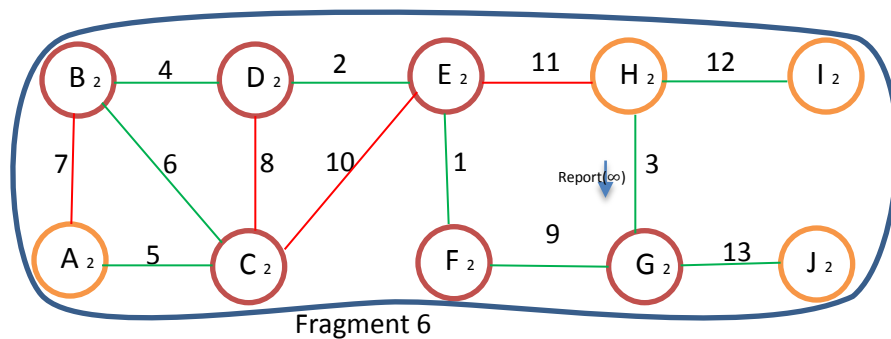 4 2 11 12
B 2 D 2 E 2 H 2 I 2
7 6 8 10 1 Report(∞) 3
5 9 13
A 2 C 2 F 2 G 2 J 2
Fragment 6